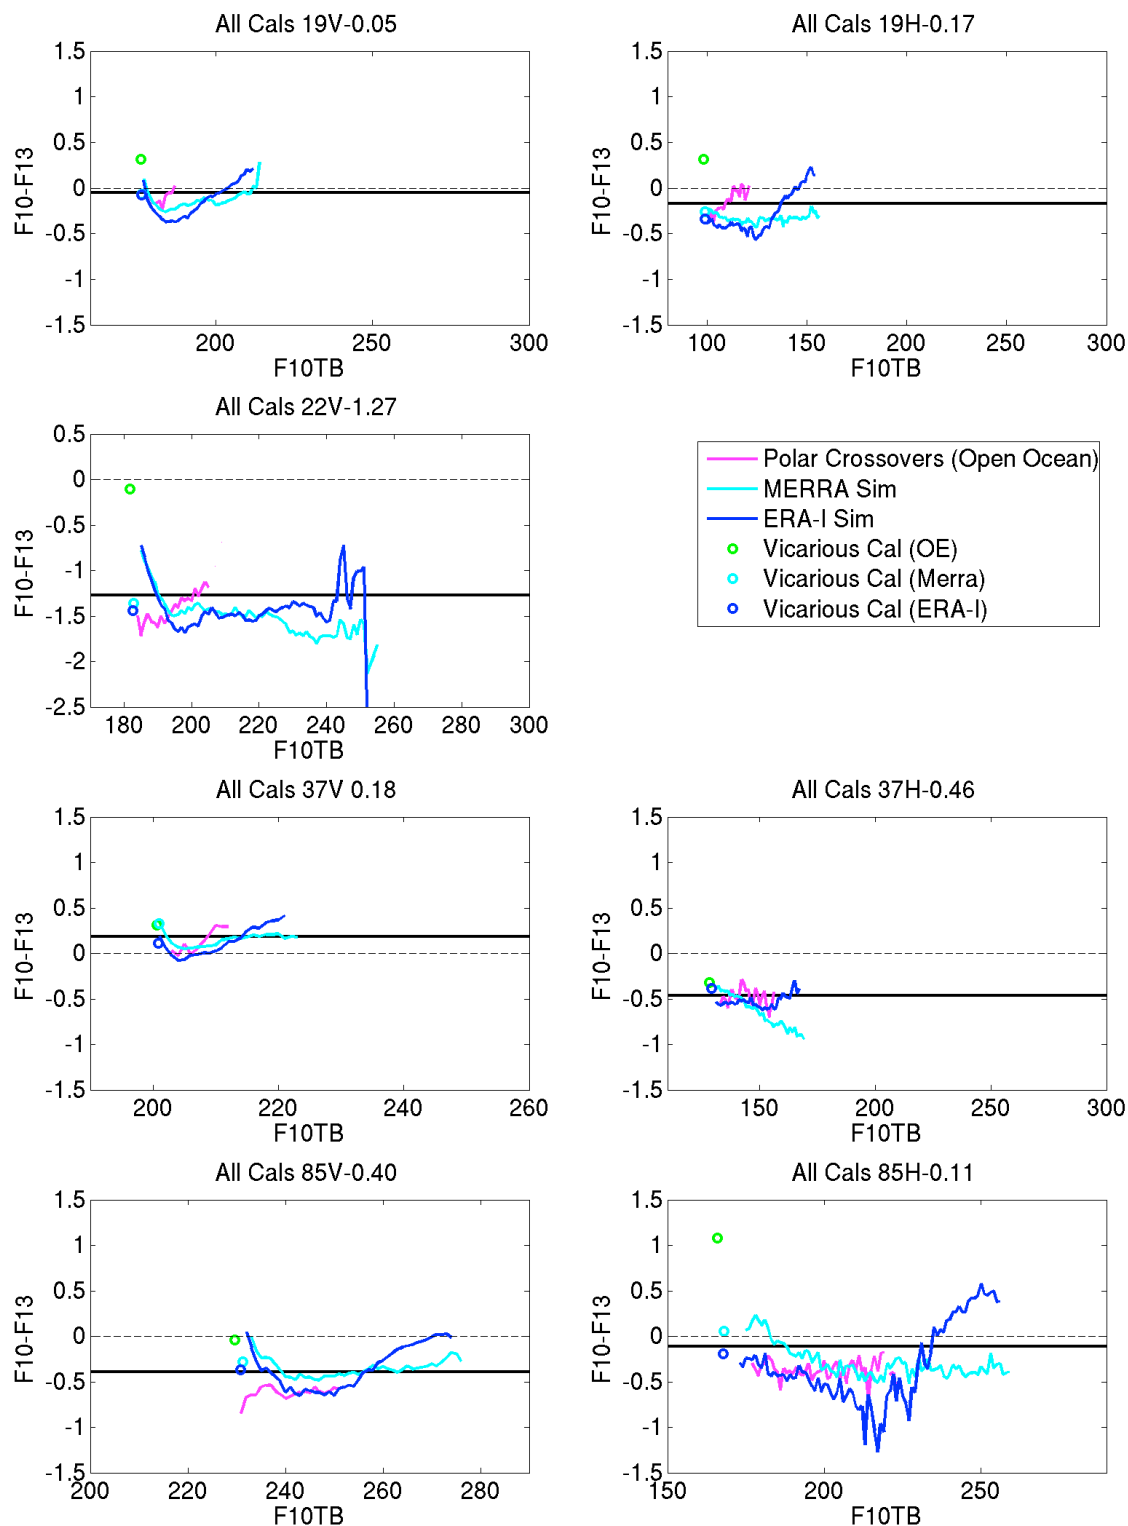 All Cals 19V-0.05
1.5
1
0.5
0
-0.5
-1
-1.5
F10-F13
200 250 300
F10TB
All Cals 19H-0.17
1.5
1
0.5
0
-0.5
-1
-1.5
F10-F13
100 150 200 250 300
F10TB
All Cals 22V-1.27
0.5
0
-0.5
-1
-1.5
-2
-2.5
F10-F13
180 200 220 240 260 280 300
F10TB
Polar Crossovers (Open Ocean)
MERRA Sim
ERA-I Sim
Vicarious Cal (OE)
Vicarious Cal (Merra)
Vicarious Cal (ERA-I)
All Cals 37V 0.18
1.5
1
0.5
0
-0.5
-1
-1.5
F10-F13
200 220 240 260
F10TB
All Cals 37H-0.46
1.5
1
0.5
0
-0.5
-1
-1.5
F10-F13
150 200 250 300
F10TB
All Cals 85V-0.40
1.5
1
0.5
0
-0.5
-1
-1.5
F10-F13
200 220 240 260 280
F10TB
All Cals 85H-0.11
1.5
1
0.5
0
-0.5
-1
-1.5
F10-F13
150 200 250
F10TB